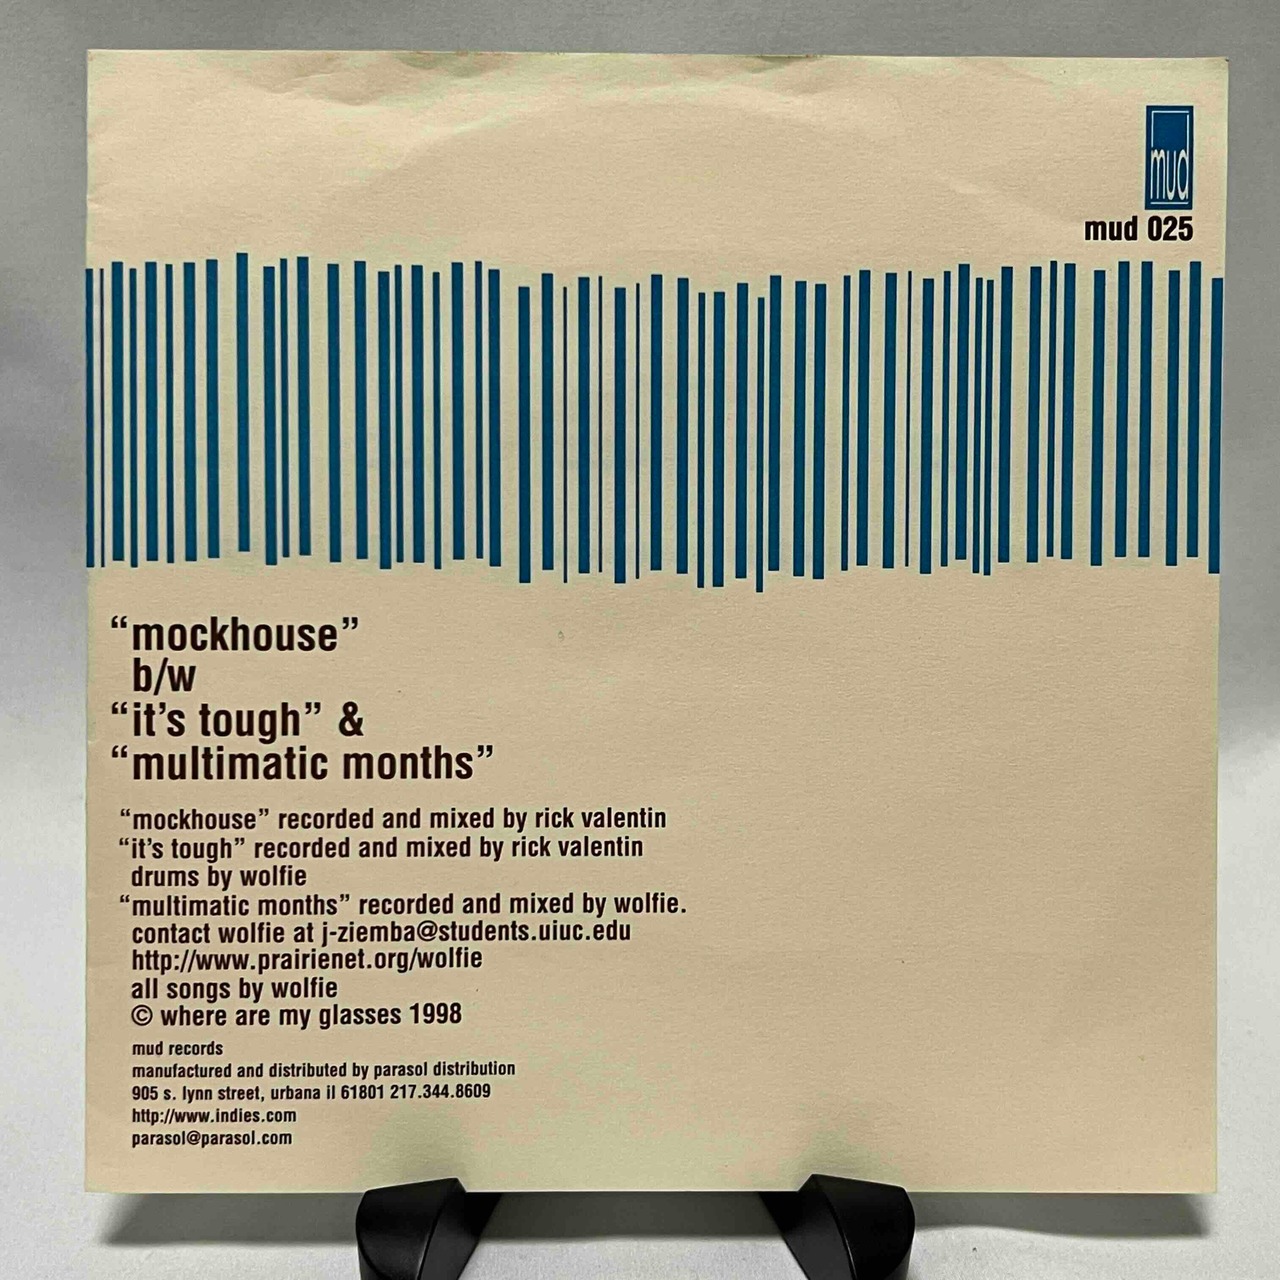 mud
mud 025
“mockhouse”
b/w
“it’s tough” &
“multimatic months”
“mockhouse” recorded and mixed by rick valentin
“it’s tough” recorded and mixed by rick valentin
drums by wolfie
“multimatic months” recorded and mixed by wolfie.
contact wolfie at j-ziemba@students.uiuc.edu
http://www.prairienet.org/wolfie
all songs by wolfie
© where are my glasses 1998
mud records
manufactured and distributed by parasol distribution
905 s. lynn street, urbana il 61801 217.344.8609
http://www.indies.com
parasol@parasol.com